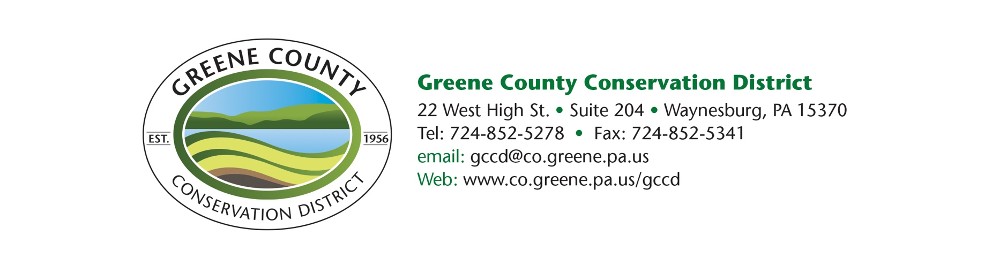 GREENE COUNTY
EST.
1956
CONSERVATION DISTRICT
Greene County Conservation District
22 West High St. • Suite 204 • Waynesburg, PA 15370
Tel: 724-852-5278 • Fax: 724-852-5341
email: gccd@co.greene.pa.us
Web: www.co.greene.pa.us/gccd